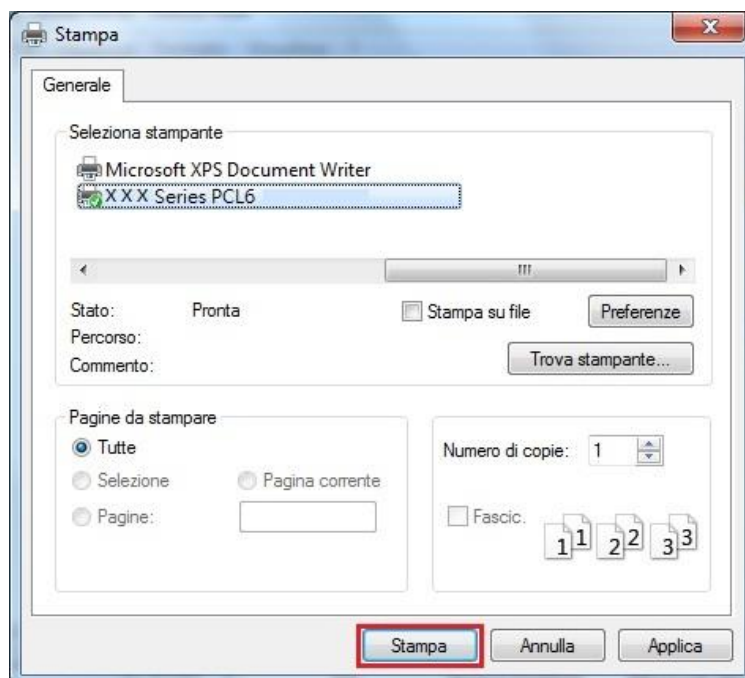 Stampa
Generale
Seleziona stampante
Microsoft XPS Document Writer
X X X Series PCL6
Stato: Pronta
Stampa su file
Preferenze
Percorso:
Commento:
Trova stampante...
Pagine da stampare
Tutte
Selezione
Pagina corrente
Pagine:
Numero di copie: 1
Fascic.
1 1 2 2 3 3
Stampa
Annulla
Applica